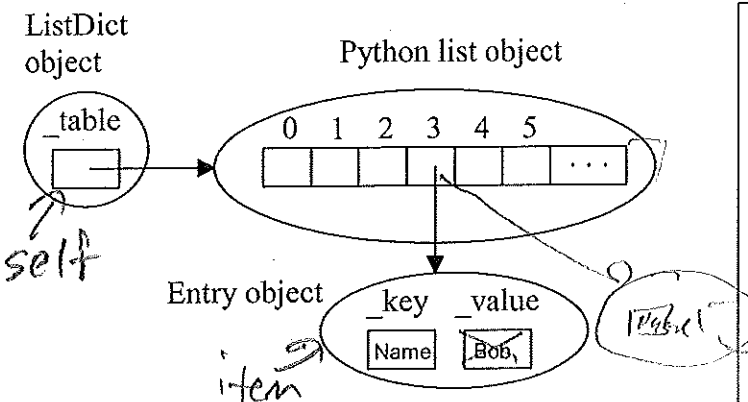 ListDict
object
Python list object
_table
0 1 2 3 4 5
...
self
Entry object
_key _value
Name Bob
item